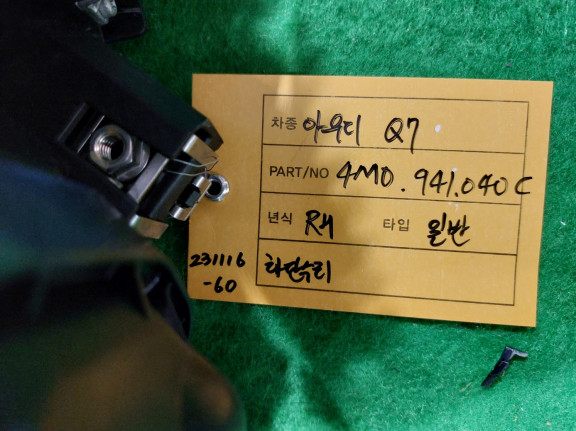 차종 아우디 Q7
PART/NO 4M0.941.040C
년식 RH 타입 일반
231116
-60
하단수리